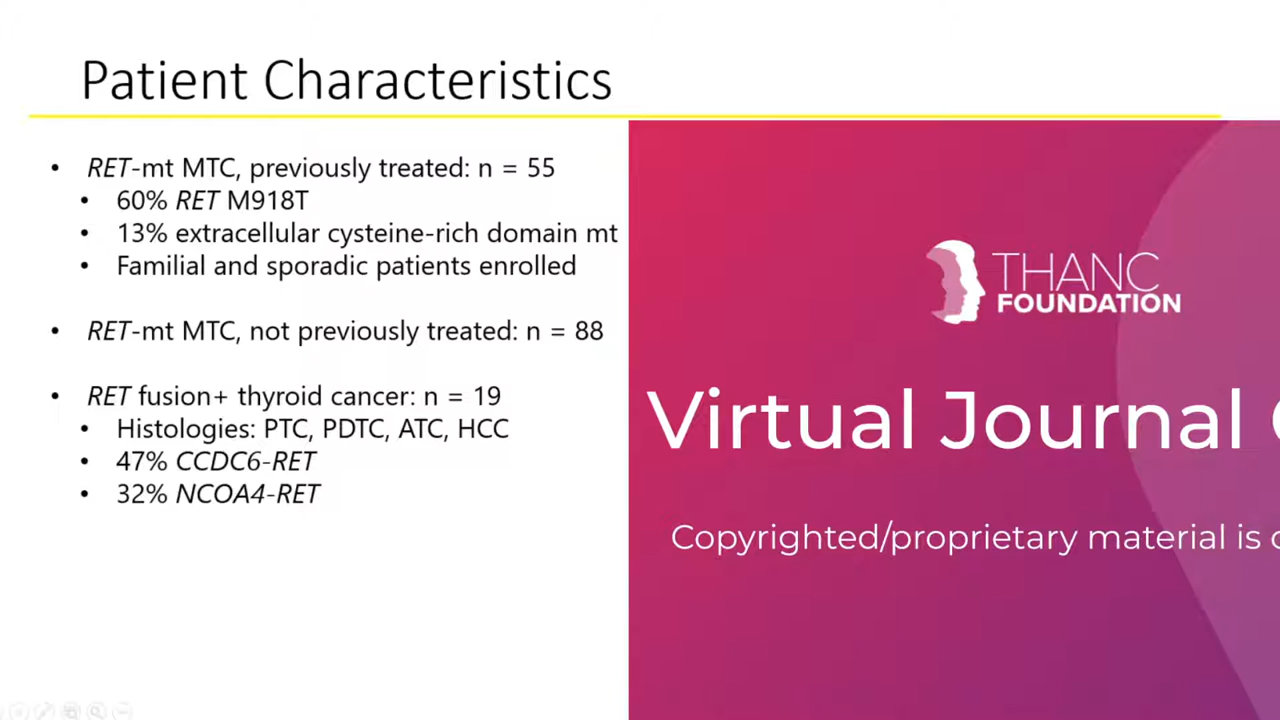 Patient Characteristics
• RET-mt MTC, previously treated: n = 55
• 60% RET M918T
• 13% extracellular cysteine-rich domain mt
• Familial and sporadic patients enrolled
• RET-mt MTC, not previously treated: n = 88
• RET fusion+ thyroid cancer: n = 19
• Histologies: PTC, PDTC, ATC, HCC
• 47% CCDC6-RET
• 32% NCOA4-RET
THANC
FOUNDATION
Virtual Journal
Copyrighted/proprietary material is